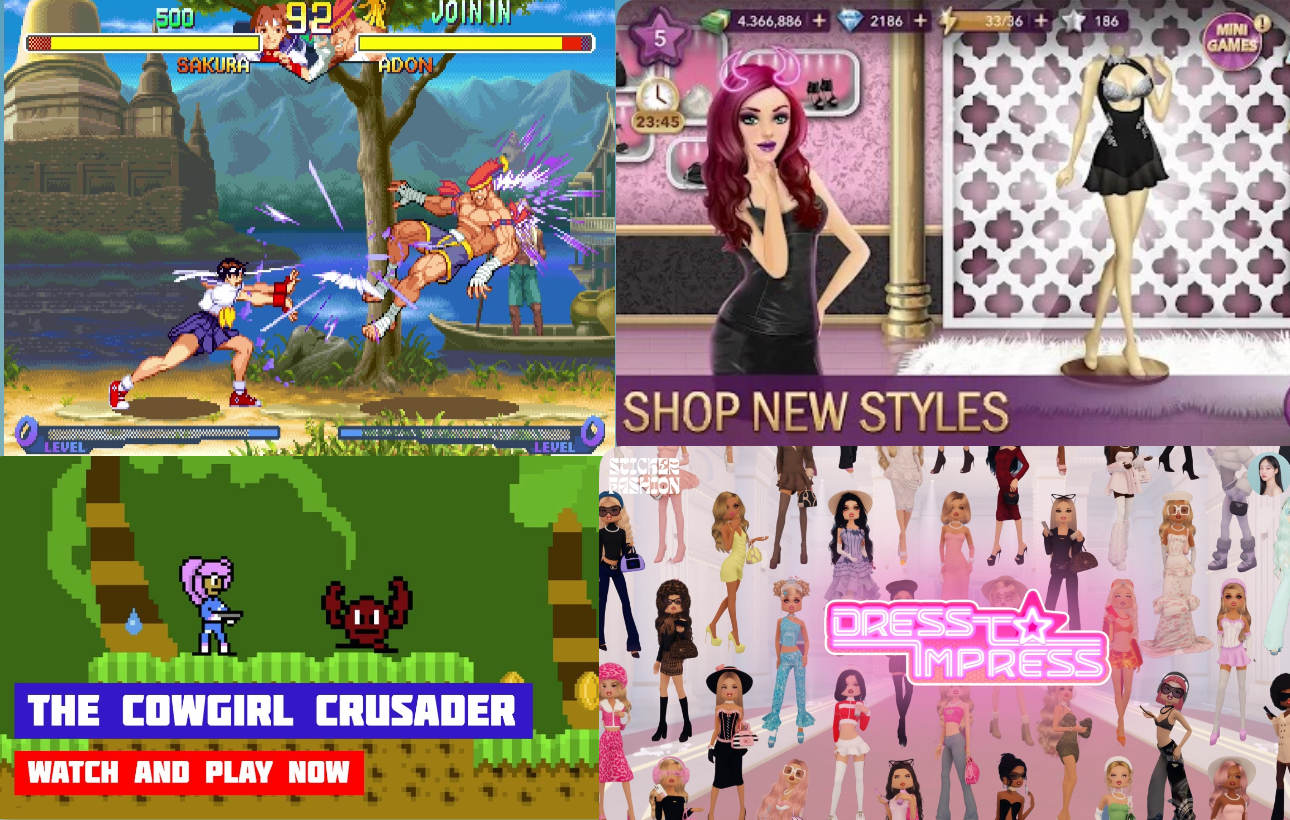 500
92
JOIN IN
SAKURA
ADON
LEVEL
LEVEL
5
4.366,886 +
2186 +
33/36 +
186
MINI
GAMES
!
23:45
SHOP NEW STYLES
THE COWGIRL CRUSADER
WATCH AND PLAY NOW
STICKER
FASHION
DRESS TO
IMPRESS